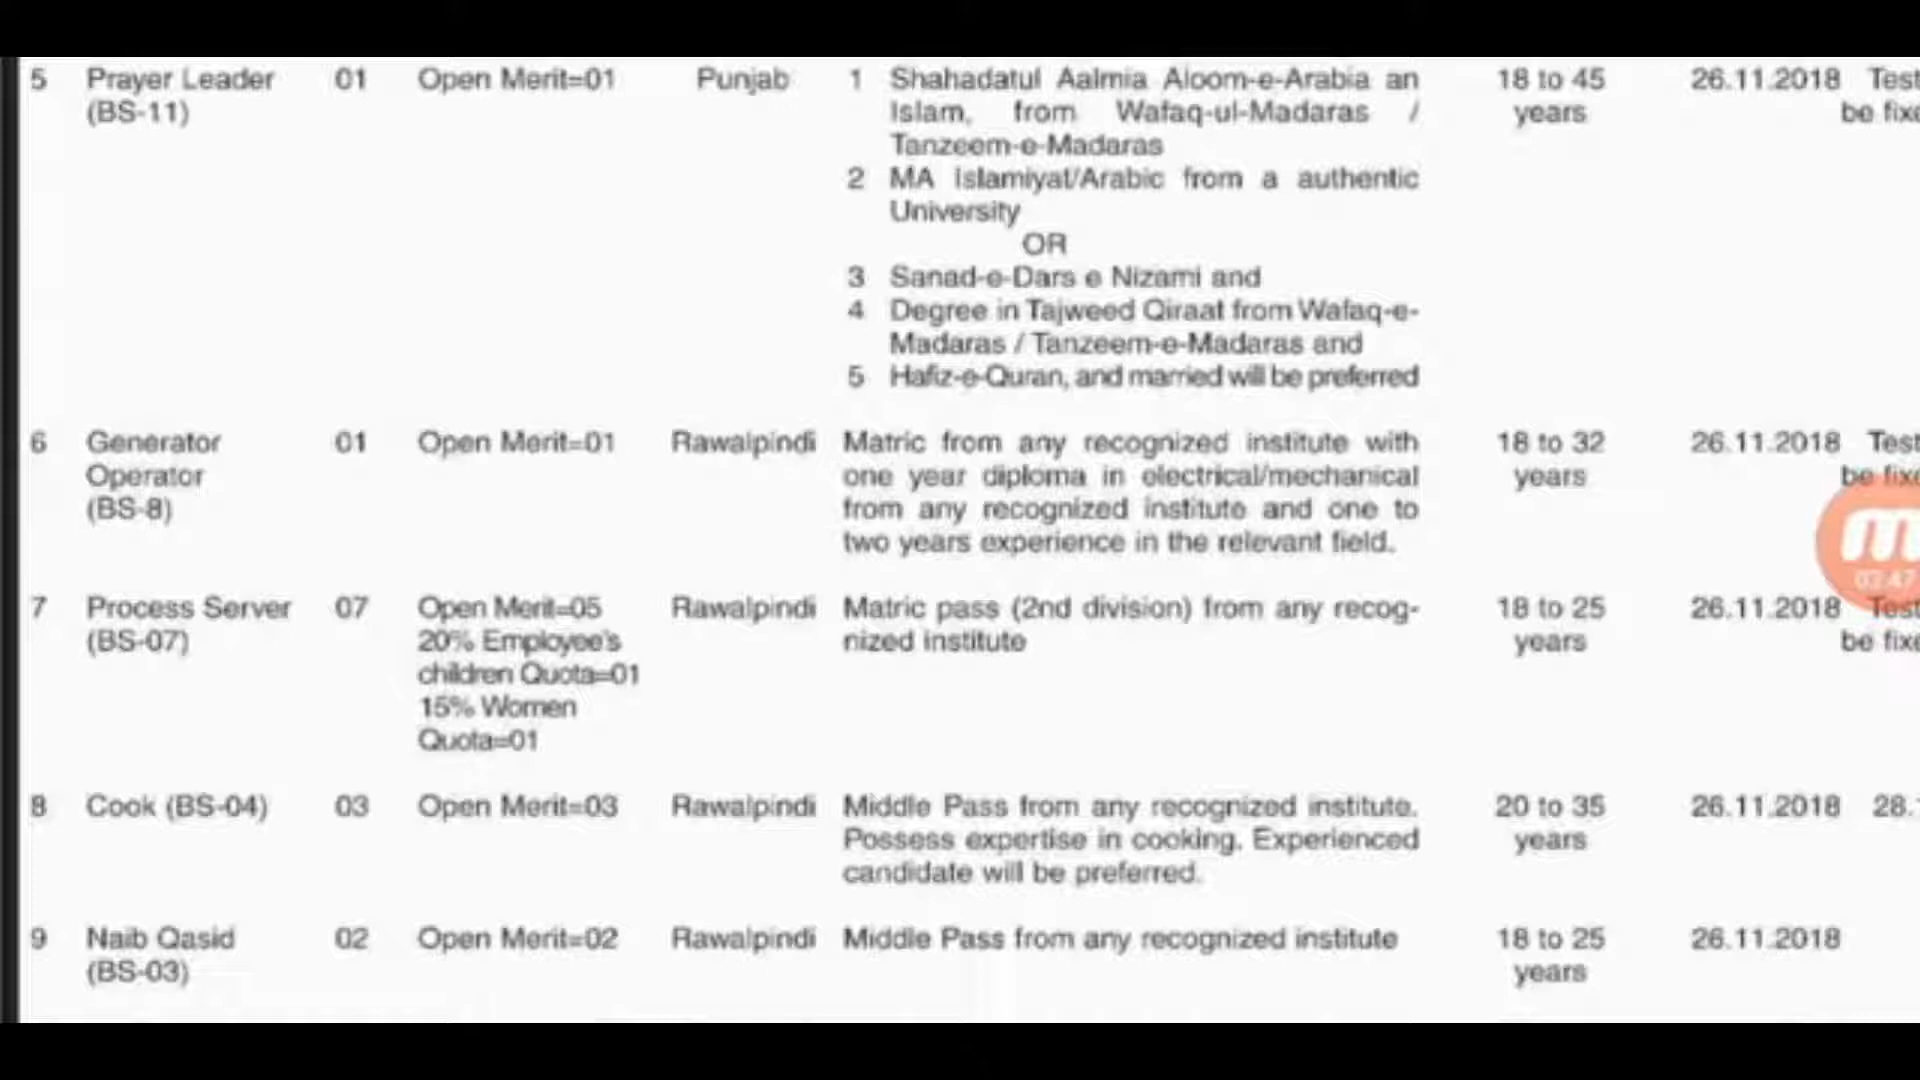 5 Prayer Leader 01 Open Merit=01 Punjab 1 Shahadatul Aalmia Aloom-e-Arabia an 18 to 45 26.11.2018 Test
(BS-11) Islam, from Wafaq-ul-Madaras / years be fixe
Tanzeem-e-Madaras
2 MA Islamiyat/Arabic from a authentic
University
OR
3 Sanad-e-Dars e Nizami and
4 Degree in Tajweed Qiraat from Wafaq-e-
Madaras / Tanzeem-e-Madaras and
5 Hafiz-e-Quran, and married will be preferred
6 Generator 01 Open Merit=01 Rawalpindi Matric from any recognized institute with 18 to 32 26.11.2018 Test
Operator one year diploma in electrical/mechanical years be fixe
(BS-8) from any recognized institute and one to
two years experience in the relevant field.
m
03:47
7 Process Server 07 Open Merit=05 Rawalpindi Matric pass (2nd division) from any recog- 18 to 25 26.11.2018 Test
(BS-07) 20% Employee's nized institute years be fixe
children Quota=01
15% Women
Quota=01
8 Cook (BS-04) 03 Open Merit=03 Rawalpindi Middle Pass from any recognized institute. 20 to 35 26.11.2018 28.
Possess expertise in cooking. Experienced years
candidate will be preferred.
9 Naib Qasid 02 Open Merit=02 Rawalpindi Middle Pass from any recognized institute 18 to 25 26.11.2018
(BS-03) years